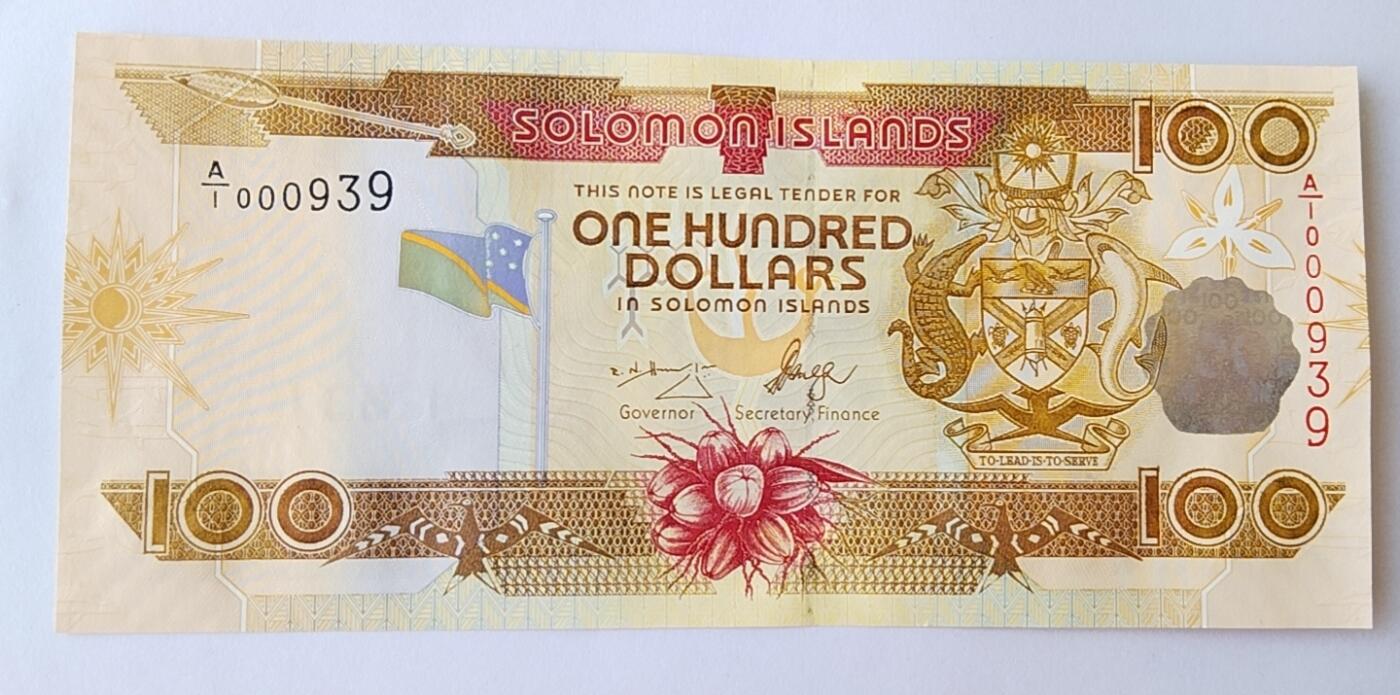 SOLOMON ISLANDS
100
A/1 000939
THIS NOTE IS LEGAL TENDER FOR
ONE HUNDRED
DOLLARS
IN SOLOMON ISLANDS
A/1 000939
100
Governor Secretary Finance
TO·LEAD·IS·TO·SERVE
100
100